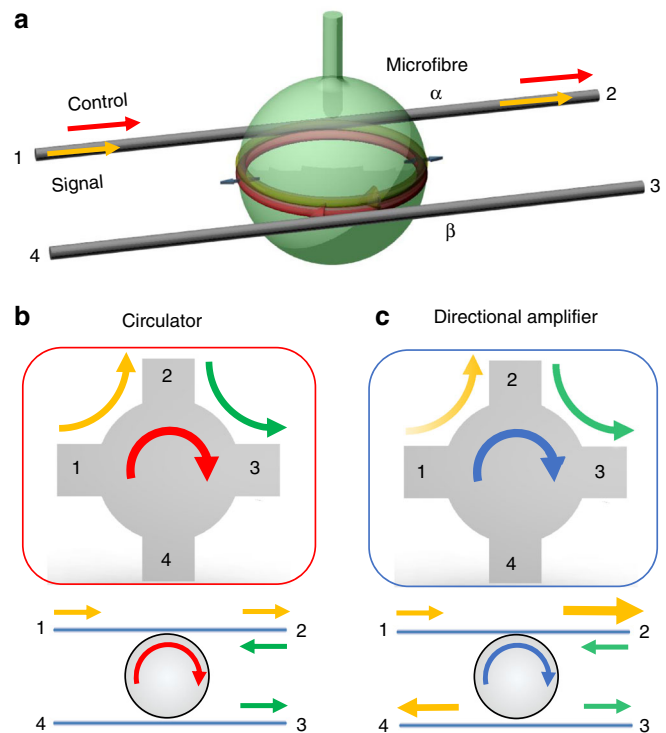 a
Microfibre
α
2
Control
1
Signal
3
4
β
b
Circulator
c
Directional amplifier
2
1
3
4
2
1
3
4
1
2
4
3
1
2
4
3